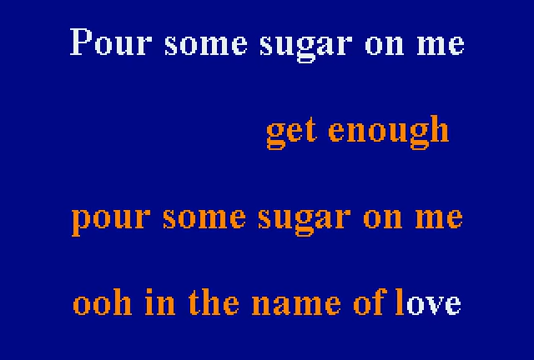 Pour some sugar on me
get enough
pour some sugar on me
ooh in the name of love